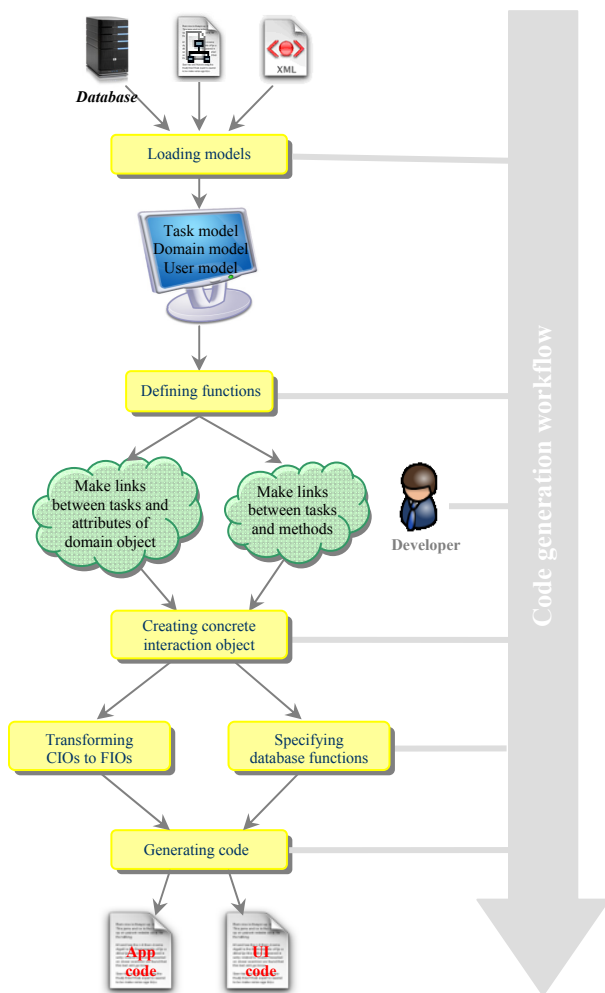 XML
Database
Loading models
Task model
Domain model
User model
Defining functions
Make links
between tasks and
attributes of
domain object
Make links
between tasks
and methods
Developer
Creating concrete
interaction object
Transforming
CIOs to FIOs
Specifying
database functions
Generating code
App
code
UI
code
Code generation workflow